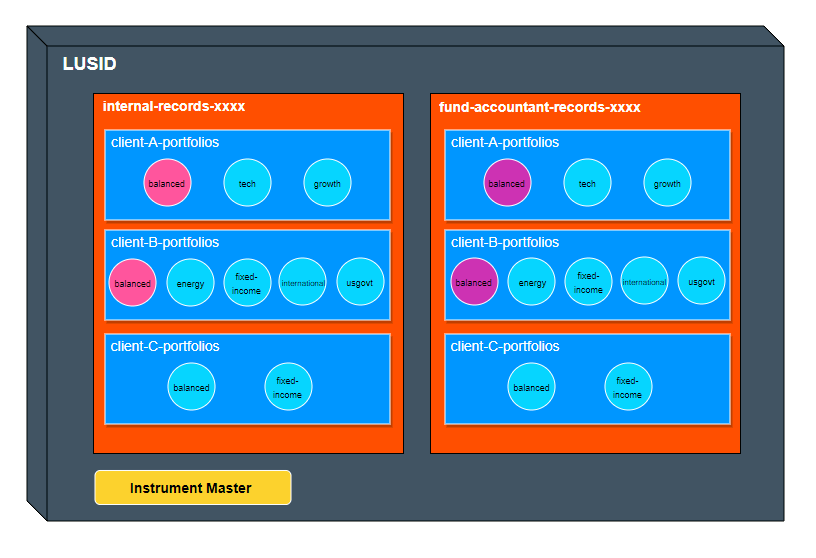 LUSID
internal-records-xxxx
client-A-portfolios
balanced
tech
growth
client-B-portfolios
balanced
energy
fixed-
income
international
usgovt
client-C-portfolios
balanced
fixed-
income
fund-accountant-records-xxxx
client-A-portfolios
balanced
tech
growth
client-B-portfolios
balanced
energy
fixed-
income
international
usgovt
client-C-portfolios
balanced
fixed-
income
Instrument Master